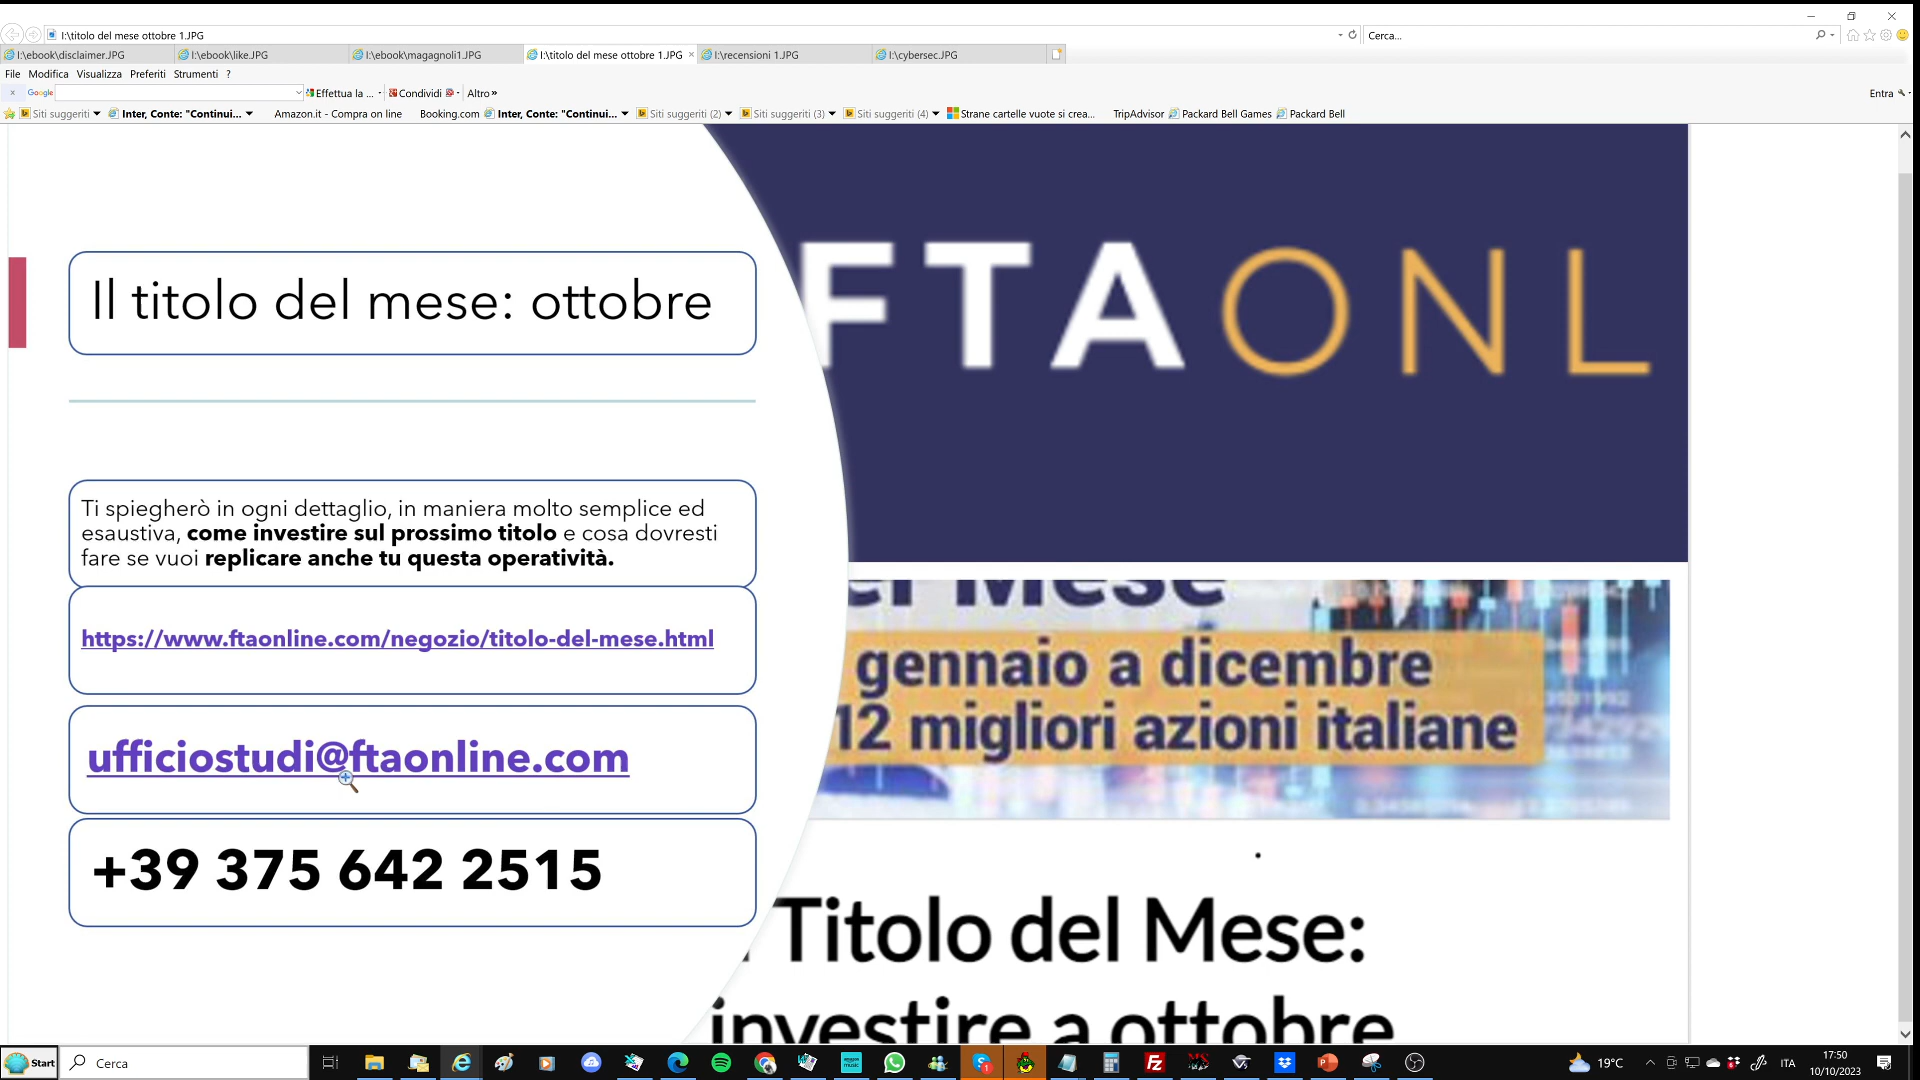 I:\titolo del mese ottobre 1.JPG
Cerca...
I:\ebook\disclaimer.JPG
I:\ebook\like.JPG
I:\ebook\magagnoli1.JPG
I:\titolo del mese ottobre 1.JPG
I:\recensioni 1.JPG
I:\cybersec.JPG
File Modifica Visualizza Preferiti Strumenti ?
x Google Effettua la ... Condividi Altro » Entra
Siti suggeriti Inter, Conte: "Continui... Amazon.it - Compra on line Booking.com Inter, Conte: "Continui... Siti suggeriti (2) Siti suggeriti (3) Siti suggeriti (4) Strane cartelle vuote si crea... TripAdvisor Packard Bell Games Packard Bell
Il titolo del mese: ottobre
Ti spiegherò in ogni dettaglio, in maniera molto semplice ed
esaustiva, come investire sul prossimo titolo e cosa dovresti
fare se vuoi replicare anche tu questa operatività.
https://www.ftaonline.com/negozio/titolo-del-mese.html
ufficiostudi@ftaonline.com
+39 375 642 2515
FTAONL
el Mese
gennaio a dicembre
12 migliori azioni italiane
Titolo del Mese:
investire a ottobre
Start
Cerca
19°C
ITA
17:50
10/10/2023